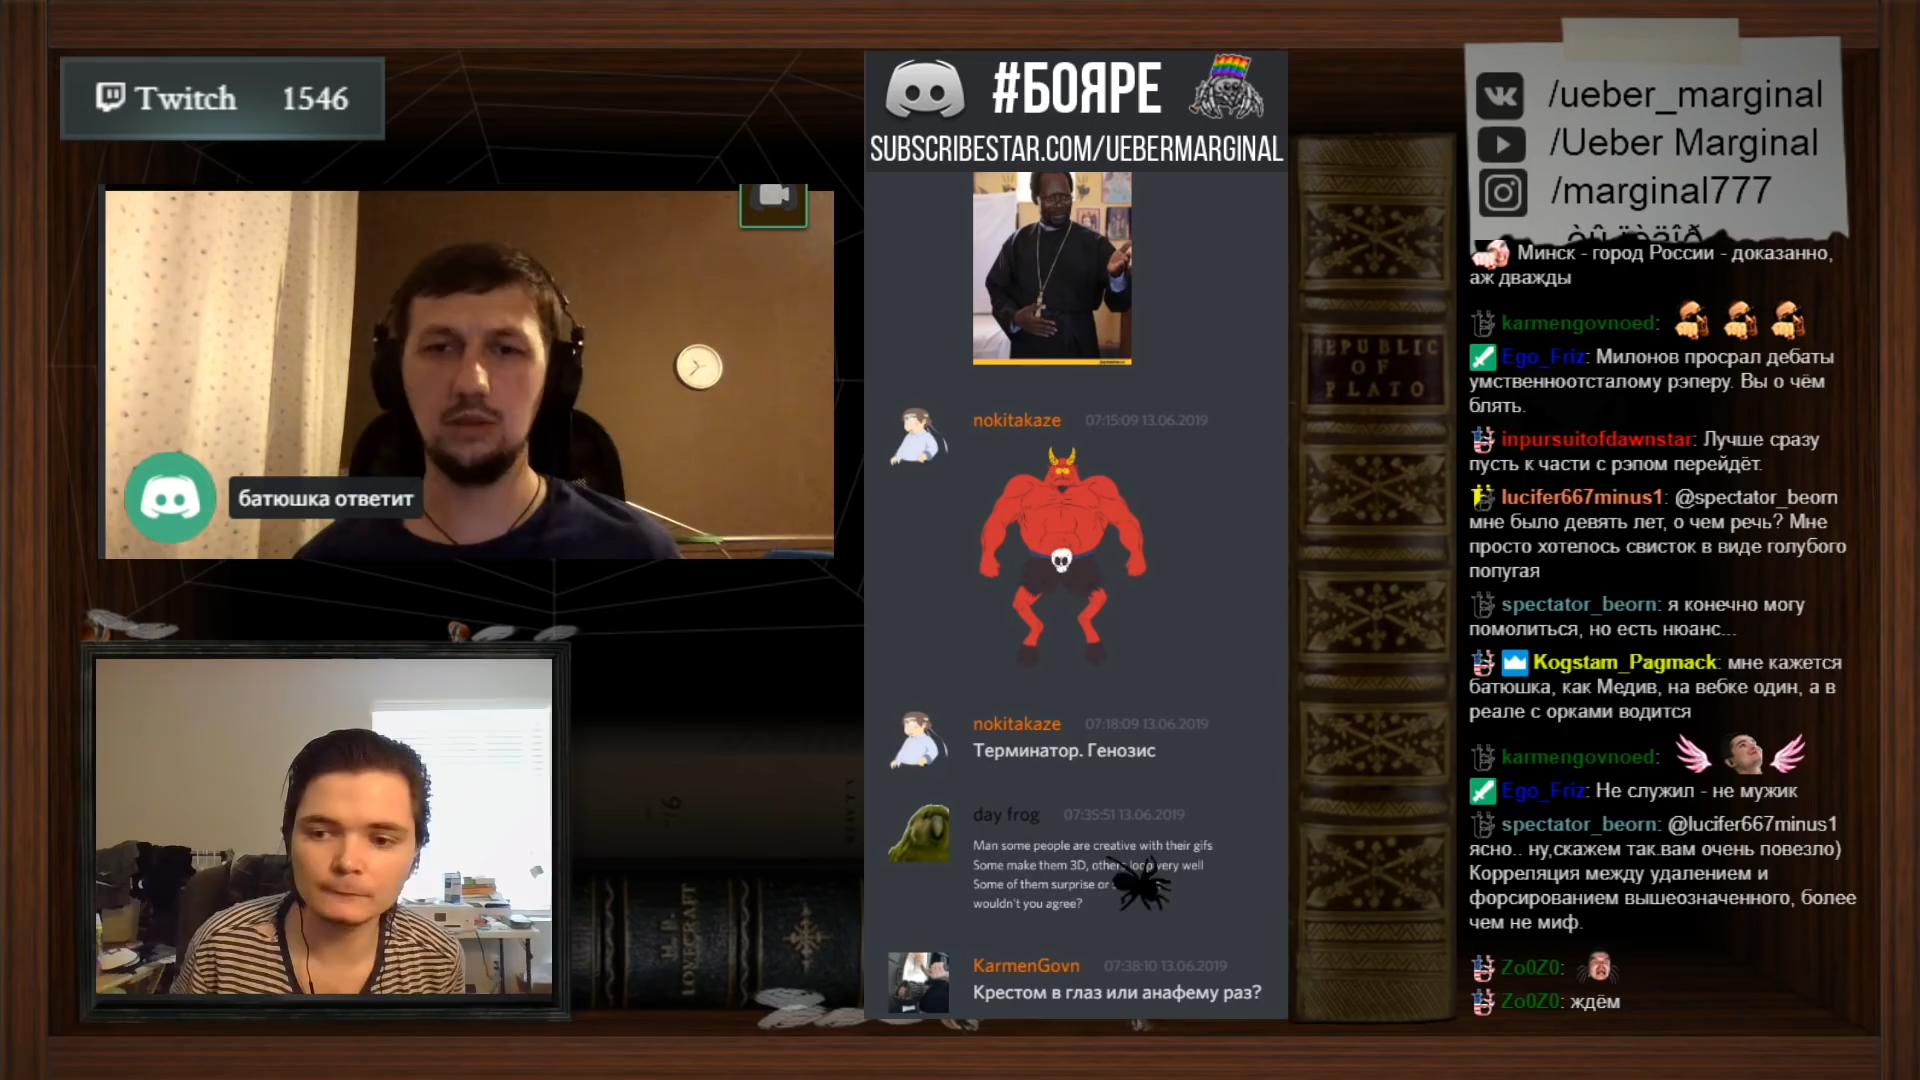 Twitch 1546
батюшка ответит
#БОЯРЕ
SUBSCRIBESTAR.COM/UEBERMARGINAL
nokitakaze 07:15:09 13.06.2019
nokitakaze 07:18:09 13.06.2019
Терминатор. Генозис
day frog 07:35:51 13.06.2019
Man some people are creative with their gifs
Some make them 3D, others loop very well
Some of them surprise or
wouldn't you agree?
KarmenGovn 07:38:10 13.06.2019
Крестом в глаз или анафему раз?
H. P.
LOVECRAFT
REPUBLIC
OF
PLATO
/ueber_marginal
/Ueber Marginal
/marginal777
Минск - город России - доказанно,
аж дважды
karmengovnoed:
Ego_Friz: Милонов просрал дебаты
умственноотсталому рэперу. Вы о чём
блять.
inpursuitofdawnstar: Лучше сразу
пусть к части с рэпом перейдёт.
lucifer667minus1: @spectator_beorn
мне было девять лет, о чем речь? Мне
просто хотелось свисток в виде голубого
попугая
spectator_beorn: я конечно могу
помолиться, но есть нюанс...
Kogstam_Pagmack: мне кажется
батюшка, как Медив, на вебке один, а в
реале с орками водится
karmengovnoed:
Ego_Friz: Не служил - не мужик
spectator_beorn: @lucifer667minus1
ясно.. ну,скажем так.вам очень повезло)
Корреляция между удалением и
форсированием вышеозначенного, более
чем не миф.
Zo0Z0:
Zo0Z0: ждём